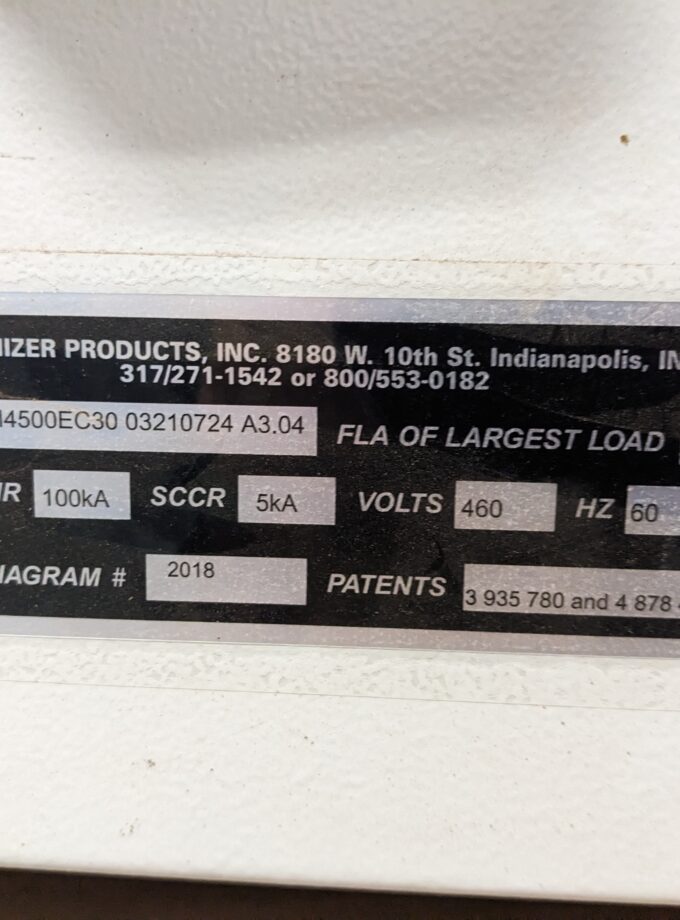 IZER PRODUCTS, INC. 8180 W. 10th St. Indianapolis, IN
317/271-1542 or 800/553-0182
4500EC30 03210724 A3.04 FLA OF LARGEST LOAD
R 100kA SCCR 5kA VOLTS 460 HZ 60
IAGRAM # 2018 PATENTS 3 935 780 and 4 878